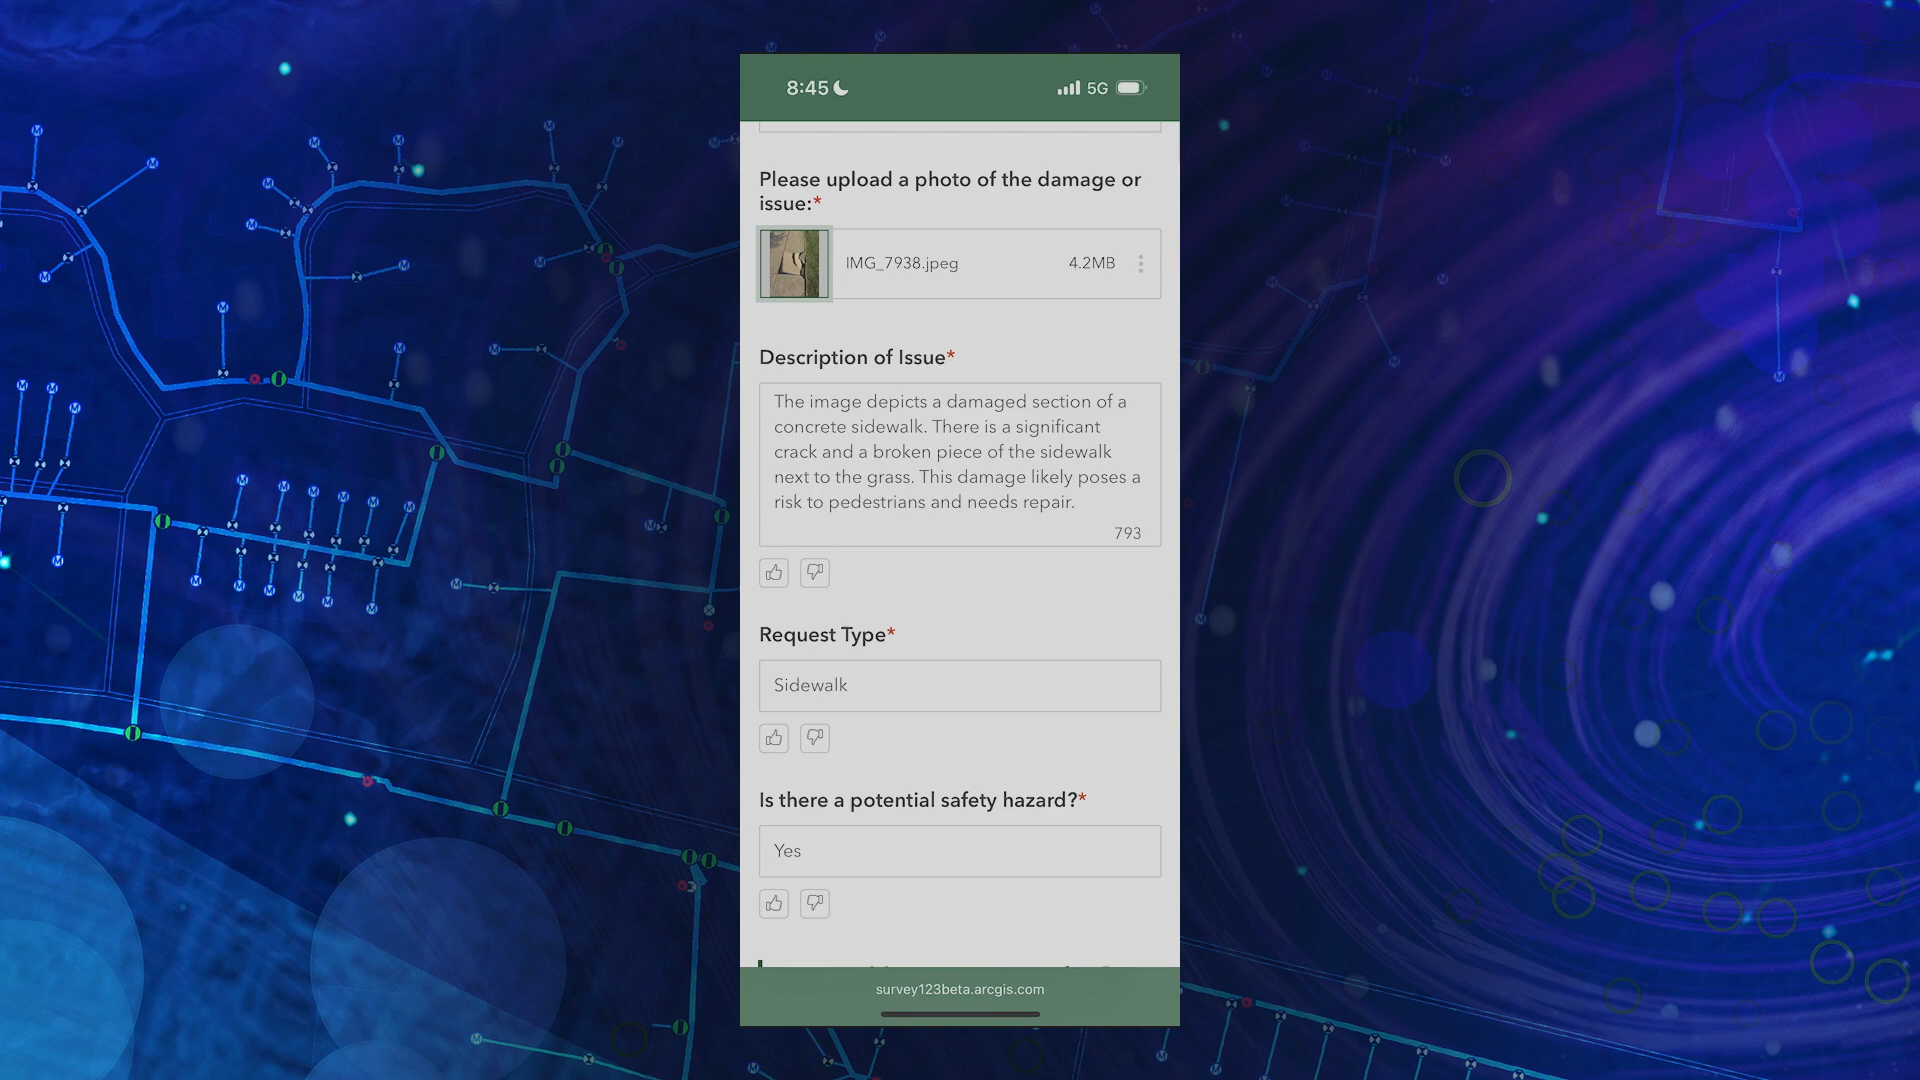 8:45
5G
Please upload a photo of the damage or
issue:*
IMG_7938.jpeg 4.2MB
Description of Issue*
The image depicts a damaged section of a
concrete sidewalk. There is a significant
crack and a broken piece of the sidewalk
next to the grass. This damage likely poses a
risk to pedestrians and needs repair.
793
Request Type*
Sidewalk
Is there a potential safety hazard?*
Yes
survey123beta.arcgis.com